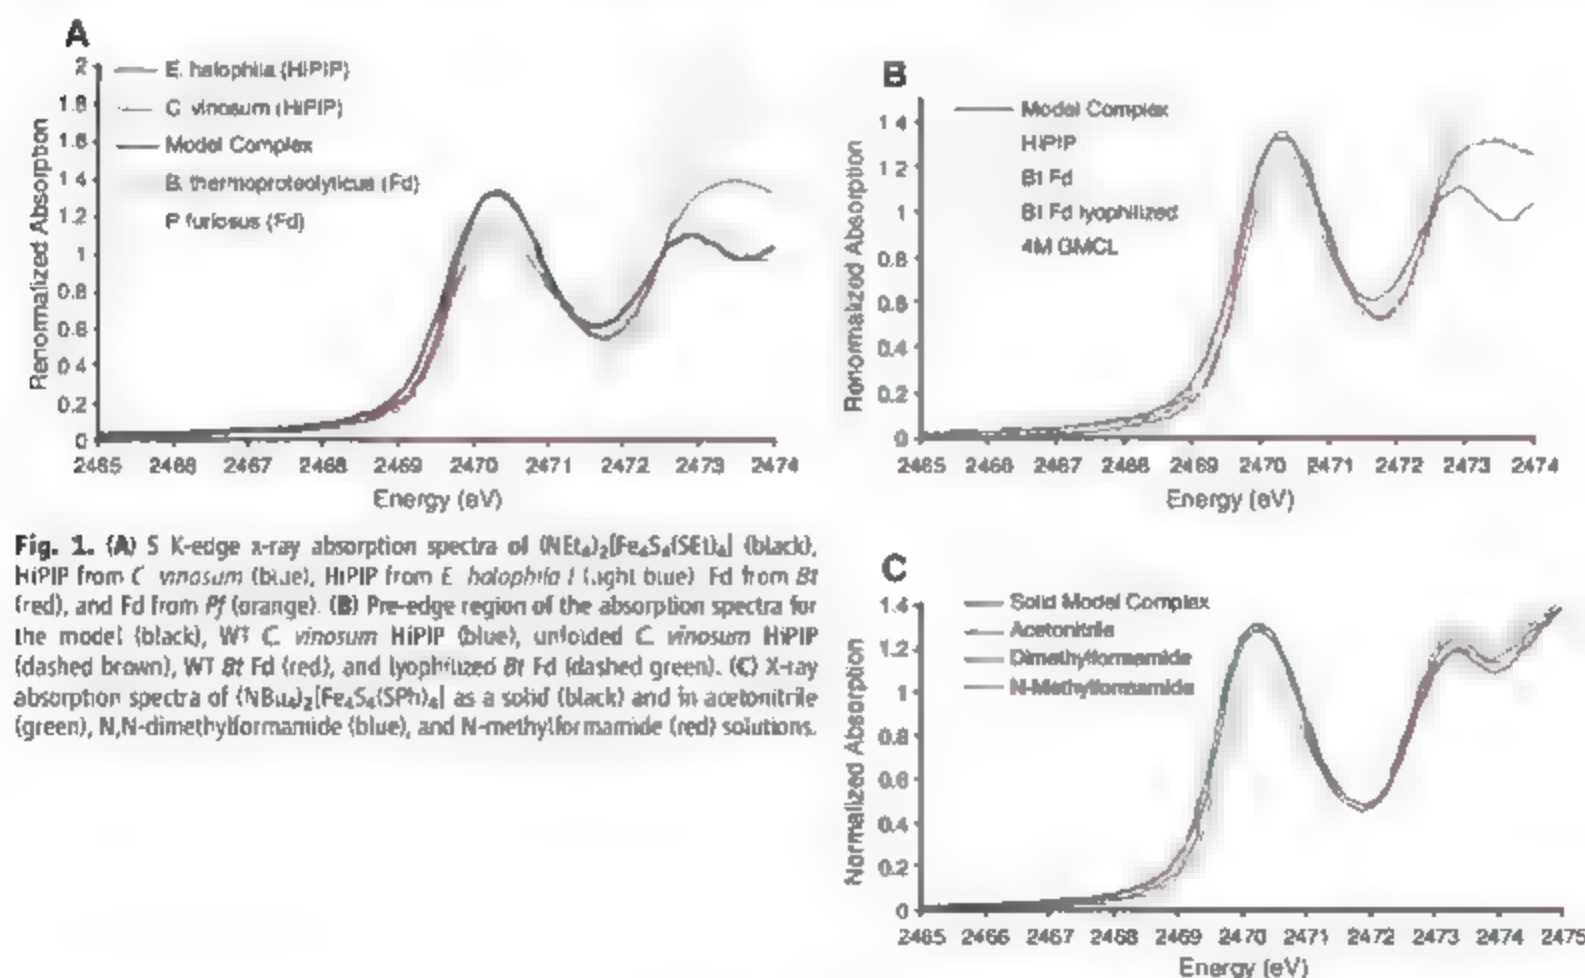 A
2
1.8
1.6
1.4
1.2
1
0.8
0.6
0.4
0.2
0
Renormalized Absorption
E. halophila (HiPIP)
C. vinosum (HiPIP)
Model Complex
B. thermoproteolyticus (Fd)
P. furiosus (Fd)
2465 2466 2467 2468 2469 2470 2471 2472 2473 2474
Energy (eV)
B
1.4
1.2
1
0.8
0.6
0.4
0.2
0
Renormalized Absorption
Model Complex
HiPIP
Bt Fd
Bt Fd lyophilized
4M GMCL
2465 2466 2467 2468 2469 2470 2471 2472 2473 2474
Energy (eV)
Fig. 1. (A) S K-edge x-ray absorption spectra of (NEt₄)₂[Fe₄S₄(SEt)₄] (black),
HiPIP from C. vinosum (blue), HiPIP from E. halophila I (light blue), Fd from Bt
(red), and Fd from Pf (orange). (B) Pre-edge region of the absorption spectra for
the model (black), WT C. vinosum HiPIP (blue), unfolded C. vinosum HiPIP
(dashed brown), WT Bt Fd (red), and lyophilized Bt Fd (dashed green). (C) X-ray
absorption spectra of (NBu₄)₂[Fe₄S₄(SPh)₄] as a solid (black) and in acetonitrile
(green), N,N-dimethylformamide (blue), and N-methylformamide (red) solutions.
C
1.4
1.2
1
0.8
0.6
0.4
0.2
0
Normalized Absorption
Solid Model Complex
Acetonitrile
Dimethylformamide
N-Methylformamide
2465 2466 2467 2468 2469 2470 2471 2472 2473 2474 2475
Energy (eV)